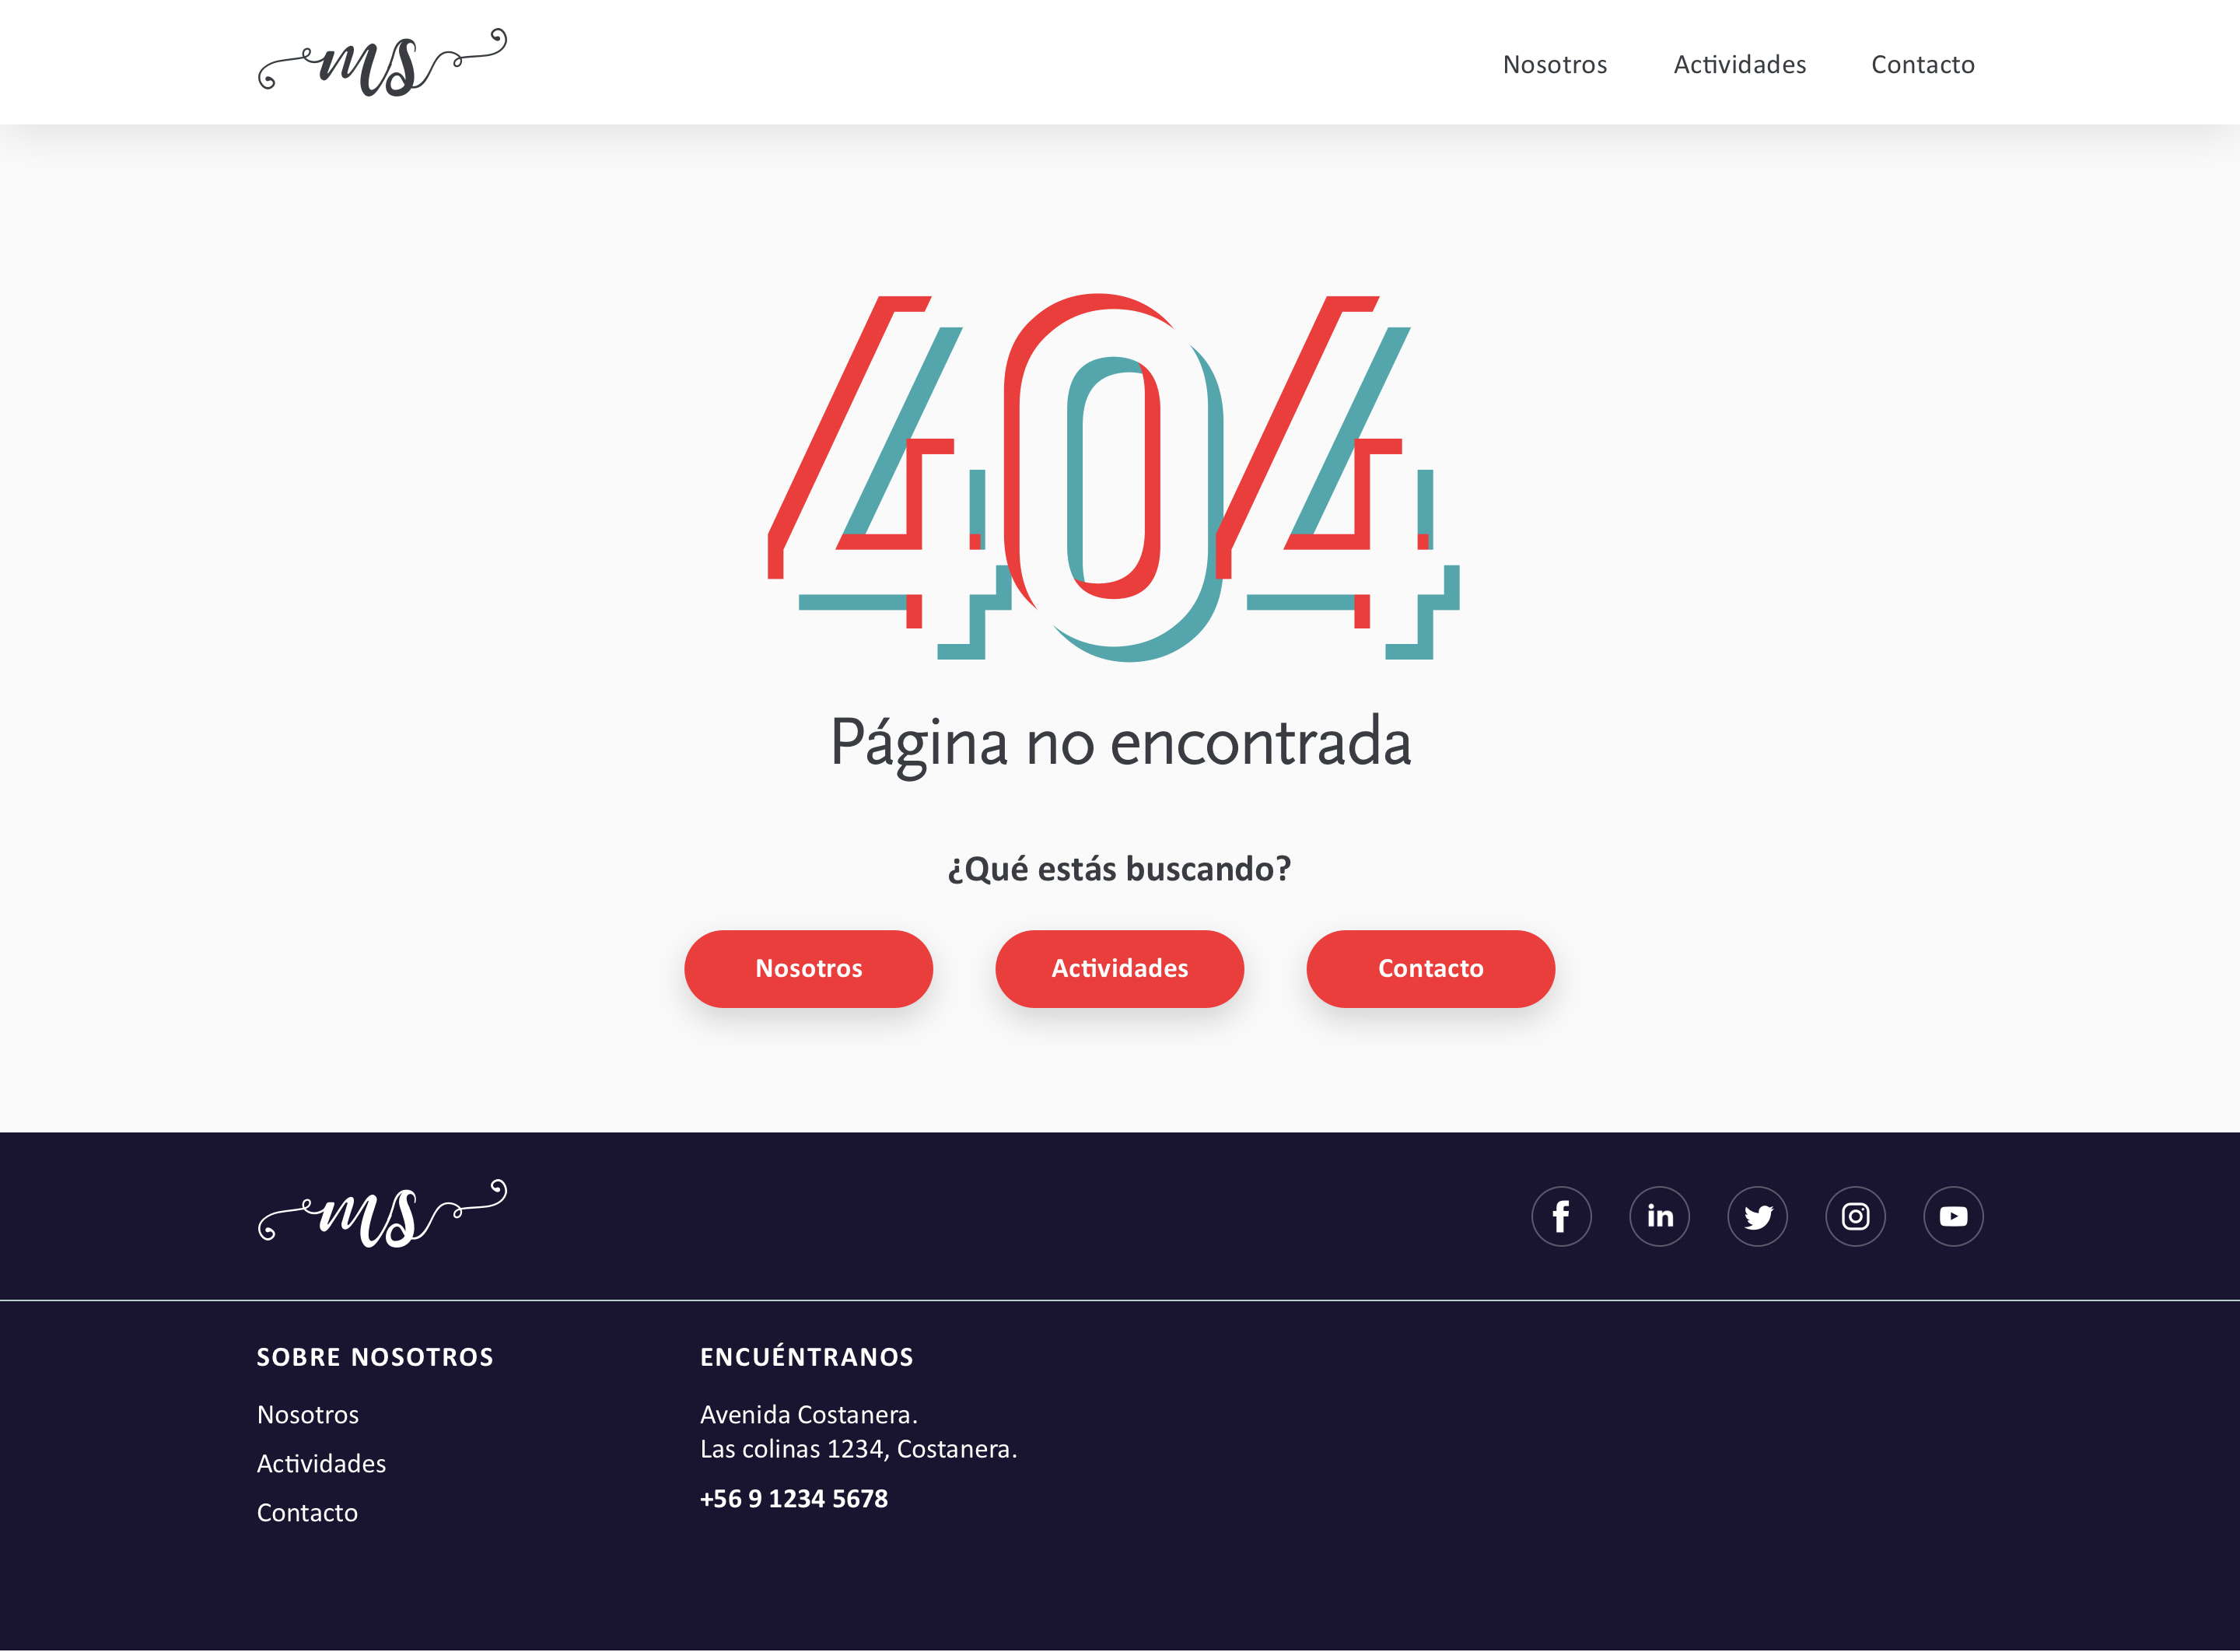 ms
Nosotros Actividades Contacto
404
Página no encontrada
¿Qué estás buscando?
Nosotros Actividades Contacto
ms
f in
SOBRE NOSOTROS
Nosotros
Actividades
Contacto
ENCUÉNTRANOS
Avenida Costanera.
Las colinas 1234, Costanera.
+56 9 1234 5678